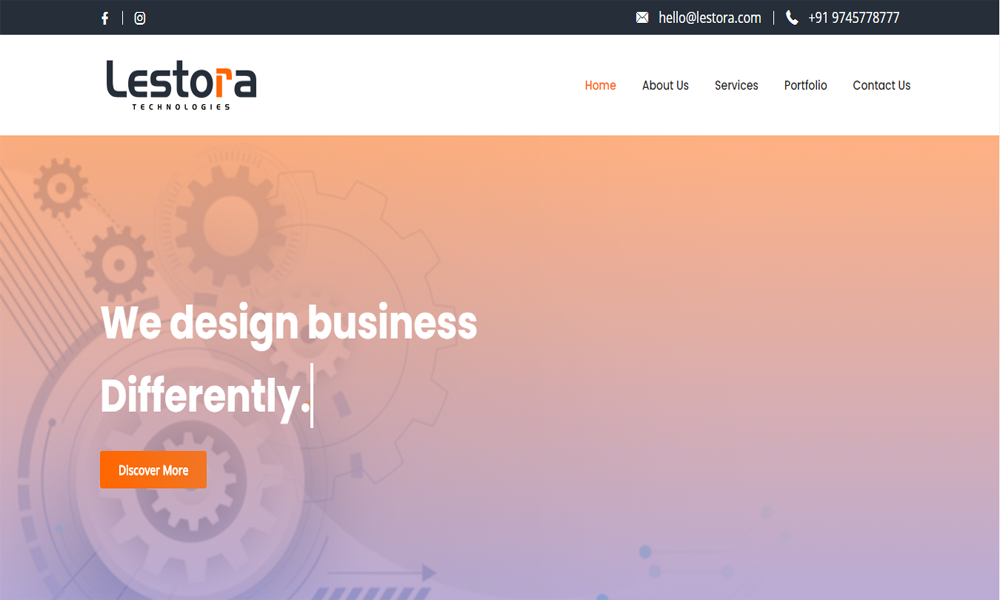 hello@lestora.com | +91 9745778777
Lestora
TECHNOLOGIES
Home About Us Services Portfolio Contact Us
We design business
Differently.
Discover More